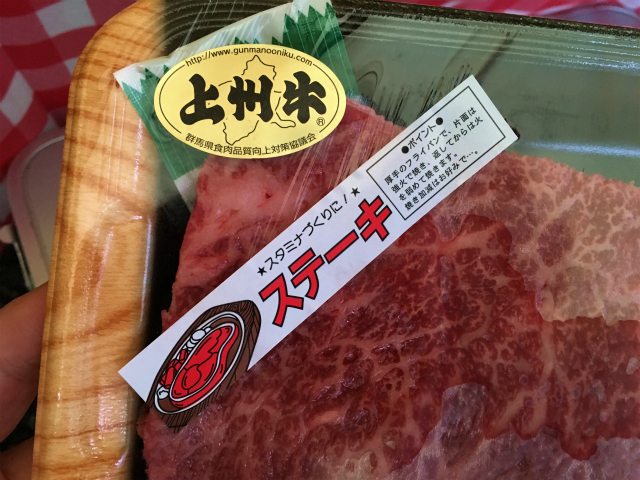 http://www.gunmanooniku.com
上州牛
®
群馬県食肉品質向上対策協議会
★スタミナづくりに!★
ステーキ
●ポイント●
厚手のフライパンで、片面は
強火で焼き、返してからは火
を弱めて焼きます。
焼き加減はお好みで…。